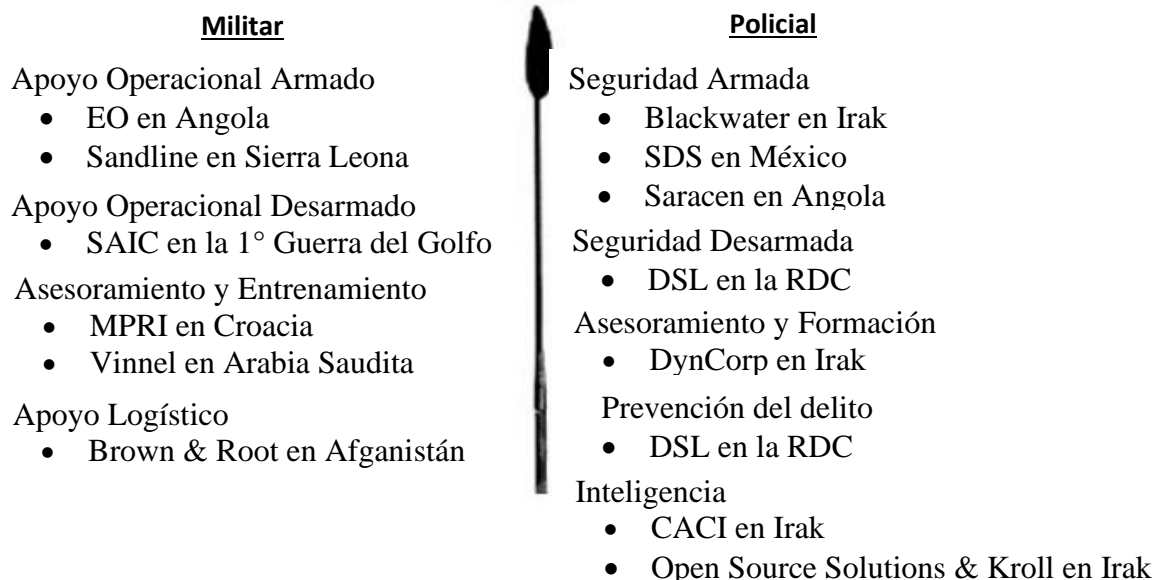 Militar
Apoyo Operacional Armado
• EO en Angola
• Sandline en Sierra Leona
Apoyo Operacional Desarmado
• SAIC en la 1° Guerra del Golfo
Asesoramiento y Entrenamiento
• MPRI en Croacia
• Vinnel en Arabia Saudita
Apoyo Logístico
• Brown & Root en Afganistán
Policial
Seguridad Armada
• Blackwater en Irak
• SDS en México
• Saracen en Angola
Seguridad Desarmada
• DSL en la RDC
Asesoramiento y Formación
• DynCorp en Irak
Prevención del delito
• DSL en la RDC
Inteligencia
• CACI en Irak
• Open Source Solutions & Kroll en Irak